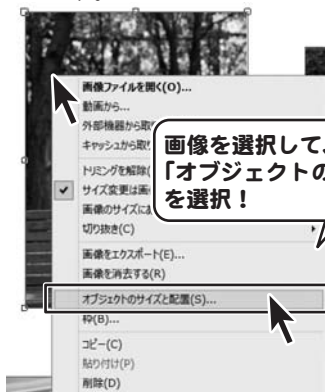 画像ファイルを開く(O)...
動画から...
外部機器から取
キャッシュから取
トリミングを解除(
サイズ変更は画
画像のサイズに
切り抜き(C)
画像を選択して、
「オブジェクトの
を選択！
画像をエクスポート(E)...
画像を消去する(R)
オブジェクトのサイズと配置(S)...
枠(B)...
コピー(C)
貼り付け(P)
削除(D)